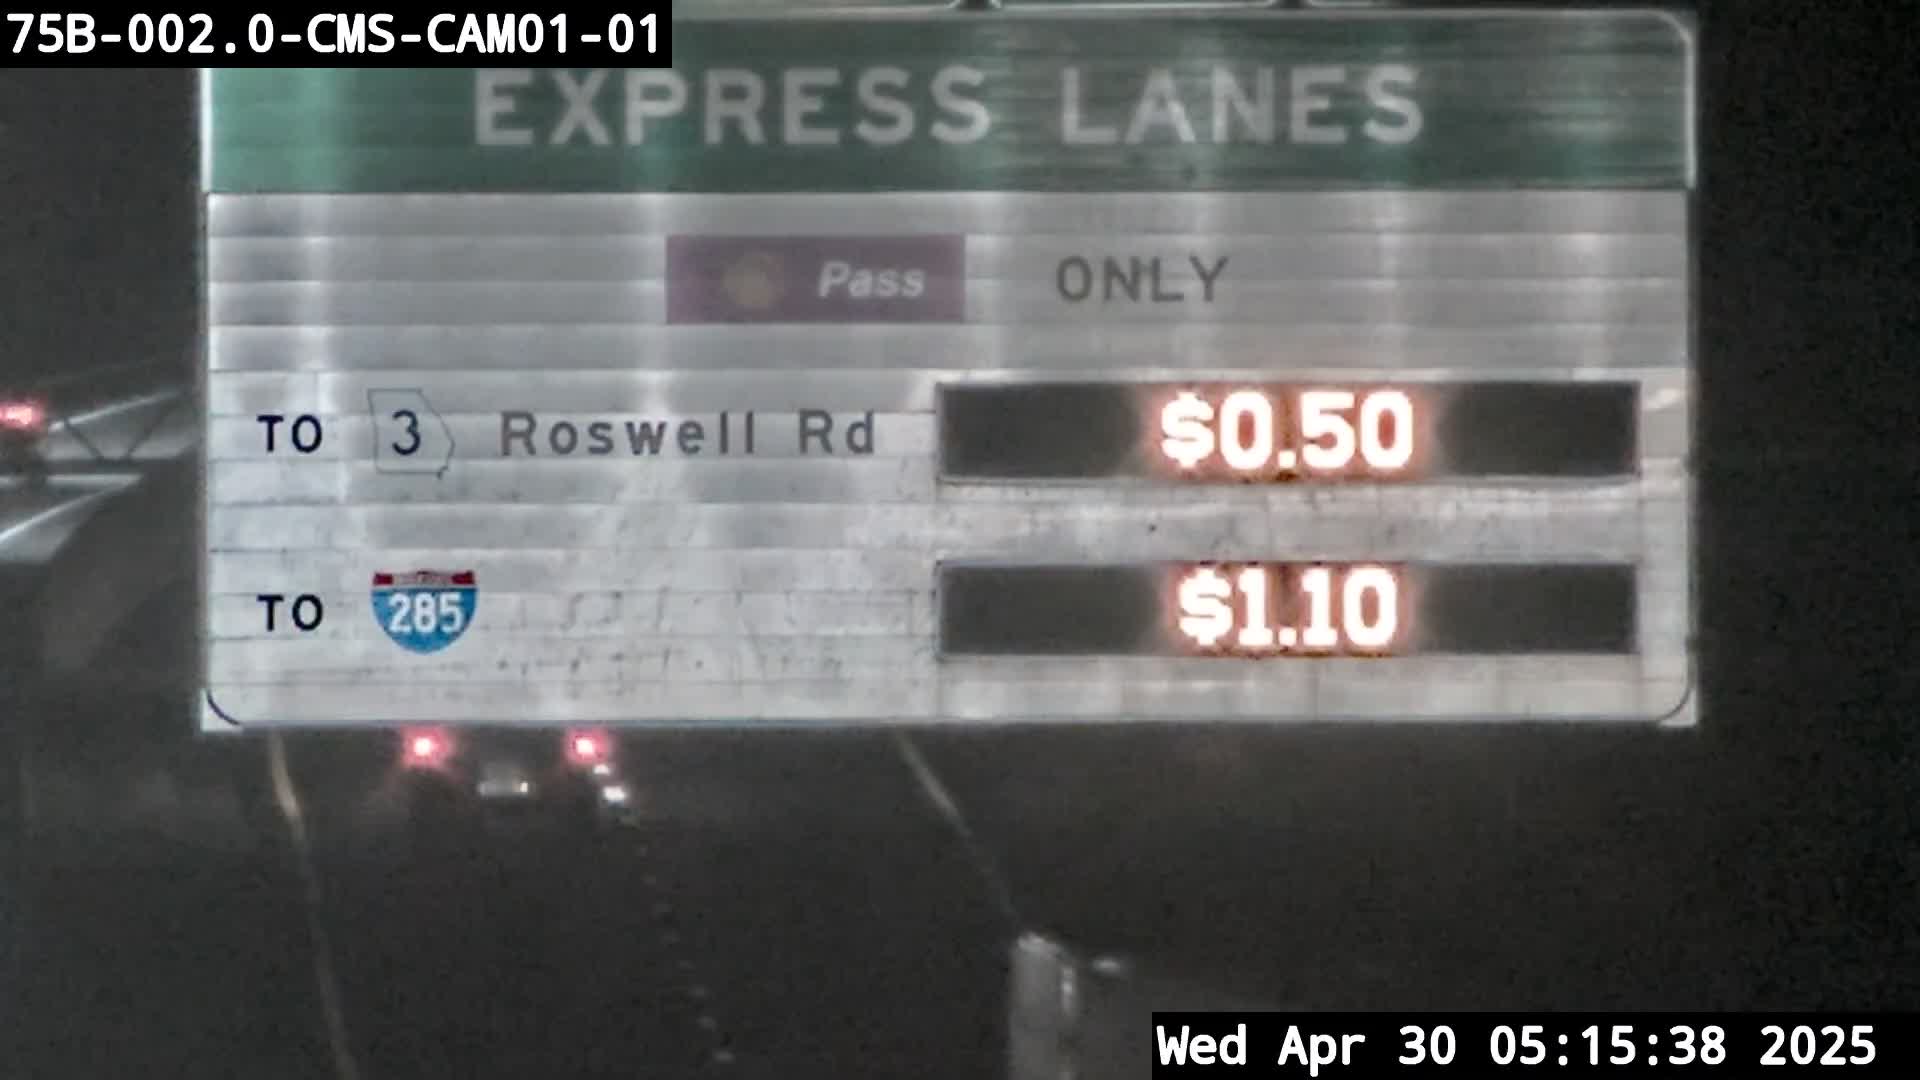 75B-002.0-CMS-CAM01-01
EXPRESS LANES
Pass ONLY
TO 3 Roswell Rd $0.50
TO 285 $1.10
Wed Apr 30 05:15:38 2025